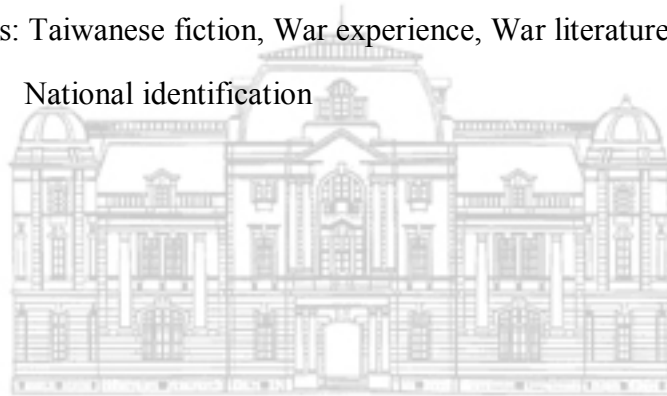 s: Taiwanese fiction, War experience, War literature
National identification